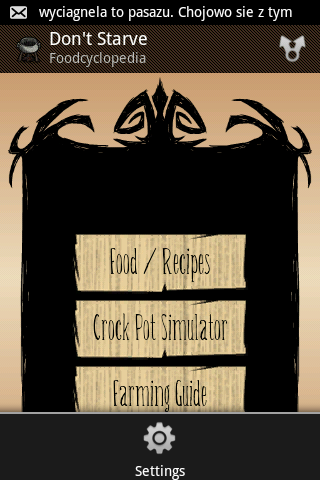 wyciagnela to pasazu. Chojowo sie z tym
Don't Starve
Foodcyclopedia
Food / Recipes
Crock Pot Simulator
Farming Guide
Settings